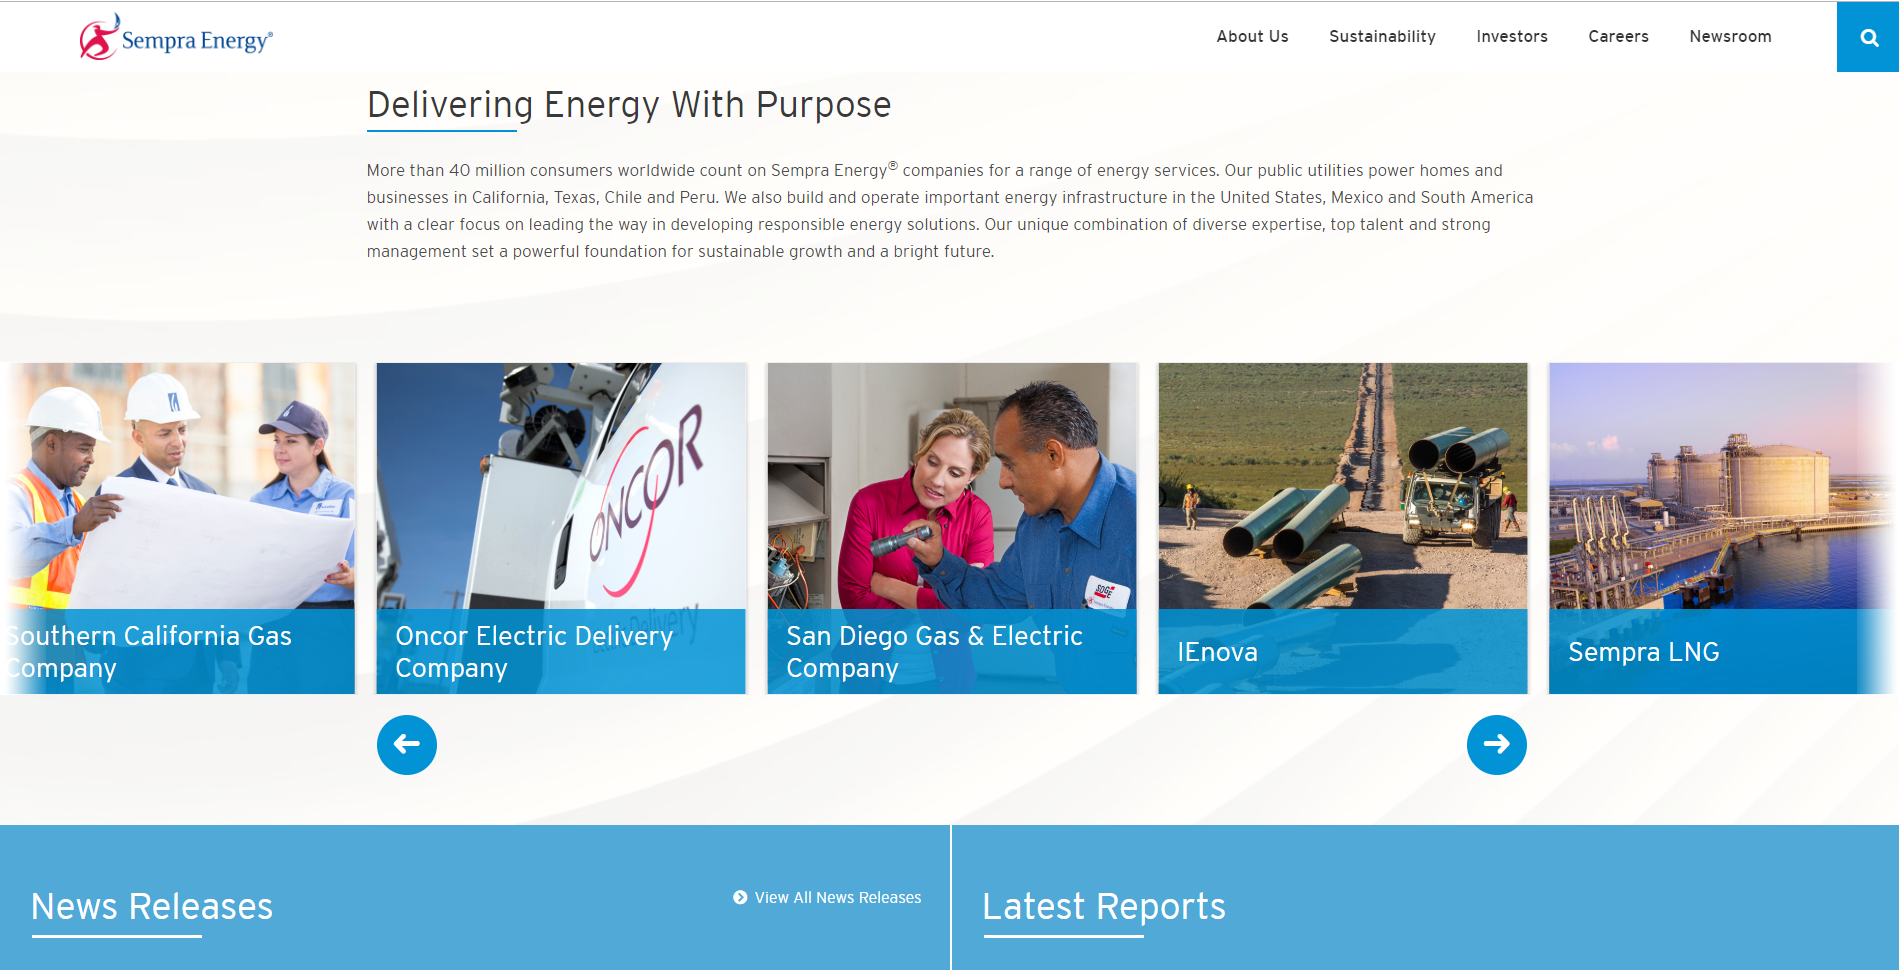 Sempra Energy®
About Us
Sustainability
Investors
Careers
Newsroom
Delivering Energy With Purpose
More than 40 million consumers worldwide count on Sempra Energy® companies for a range of energy services. Our public utilities power homes and
businesses in California, Texas, Chile and Peru. We also build and operate important energy infrastructure in the United States, Mexico and South America
with a clear focus on leading the way in developing responsible energy solutions. Our unique combination of diverse expertise, top talent and strong
management set a powerful foundation for sustainable growth and a bright future.
Southern California Gas
Company
ONCOR
Delivery
Oncor Electric Delivery
Company
SDGE
San Diego Gas & Electric
Company
IEnova
Sempra LNG
News Releases
View All News Releases
Latest Reports